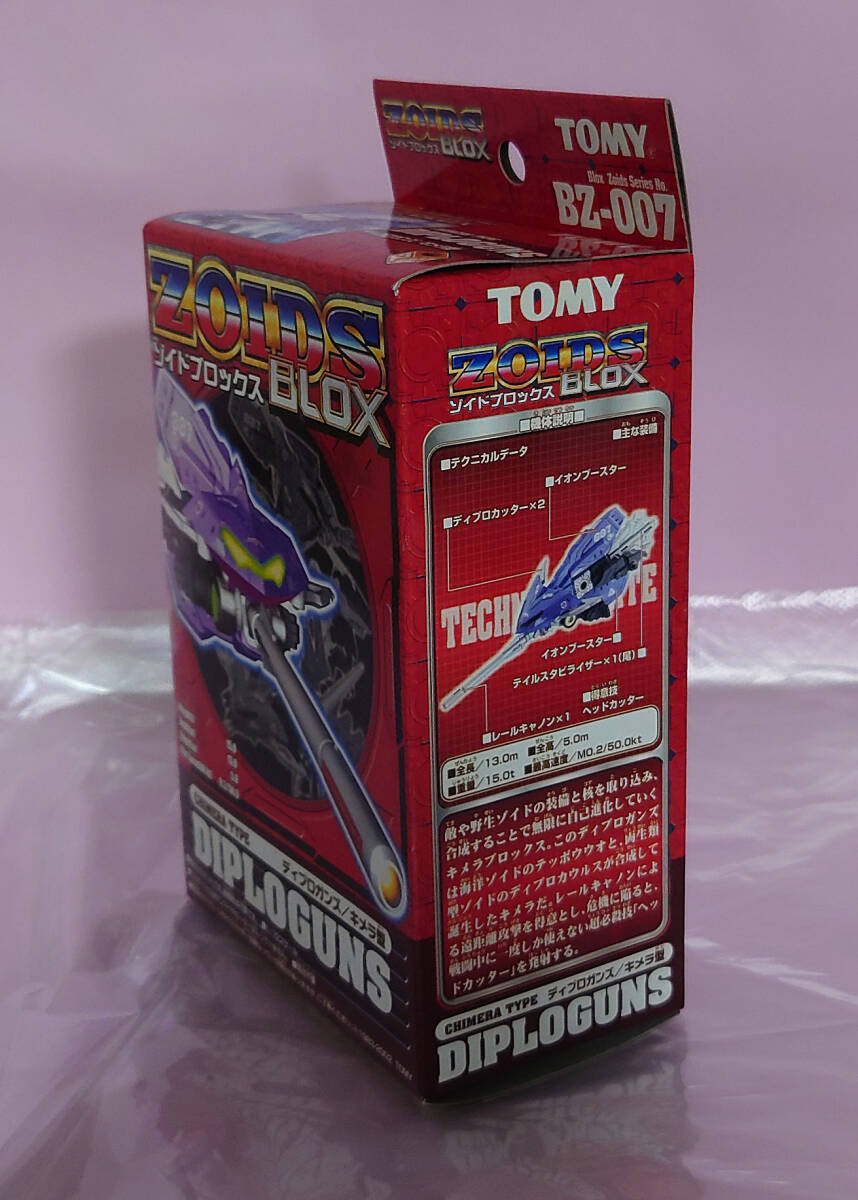 ZOIDS
ゾイドブロックス BLOX
TOMY
Blox Zoids Series No.
BZ-007
ZOIDS
ゾイドブロックス BLOX
CHIMERA TYPE
ディプロガンズ/キメラ型
DIPLOGUNS
TOMY
ZOIDS
ゾイドブロックス BLOX
■機体説明■
■テクニカルデータ
■主な装備
■イオンブースター
■ディプロカッター×2
イオンブースター■
テイルスタビライザー×1(尾)■
■得意技
ヘッドカッター
■レールキャノン×1
■全長/13.0m ■全高/5.0m
■重量/15.0t ■最高速度/M0.2/50.0kt
敵や野生ゾイドの装備と核を取り込み、
合成することで無限に自己進化していく
キメラブロックス。このディプロガンズ
は海洋ゾイドのテッポウウオと、両生類
型ゾイドのディプロカウルスが合成して
誕生したキメラだ。レールキャノンによ
る遠距離攻撃を得意とし、危機に陥ると、
戦闘中に一度しか使えない超必殺技「ヘッ
ドカッター」を発射する。
CHIMERA TYPE ディプロガンズ/キメラ型
DIPLOGUNS